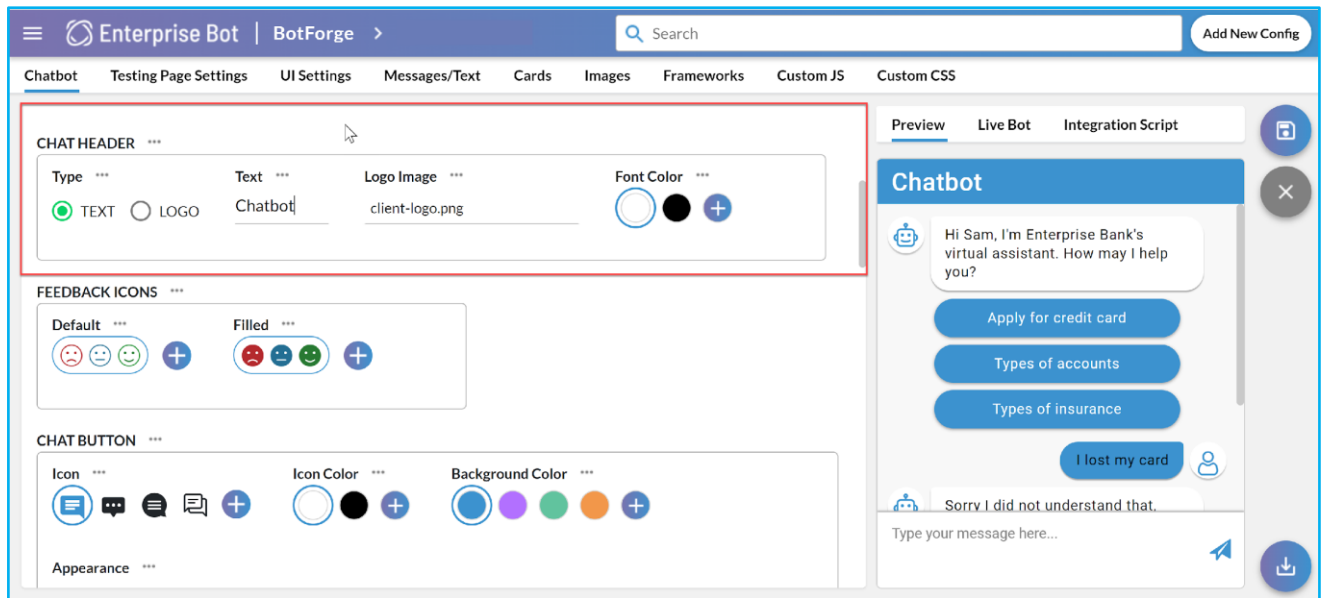 Enterprise Bot | BotForge >
Search
Add New Config
Chatbot Testing Page Settings UI Settings Messages/Text Cards Images Frameworks Custom JS Custom CSS
CHAT HEADER ···
Type ··· Text ··· Logo Image ··· Font Color ···
TEXT LOGO Chatbot client-logo.png
FEEDBACK ICONS ···
Default ··· Filled ···
CHAT BUTTON ···
Icon ··· Icon Color ··· Background Color ···
Appearance ···
Preview Live Bot Integration Script
Chatbot
Hi Sam, I'm Enterprise Bank's
virtual assistant. How may I help
you?
Apply for credit card
Types of accounts
Types of insurance
I lost my card
Sorry I did not understand that.
Type your message here...